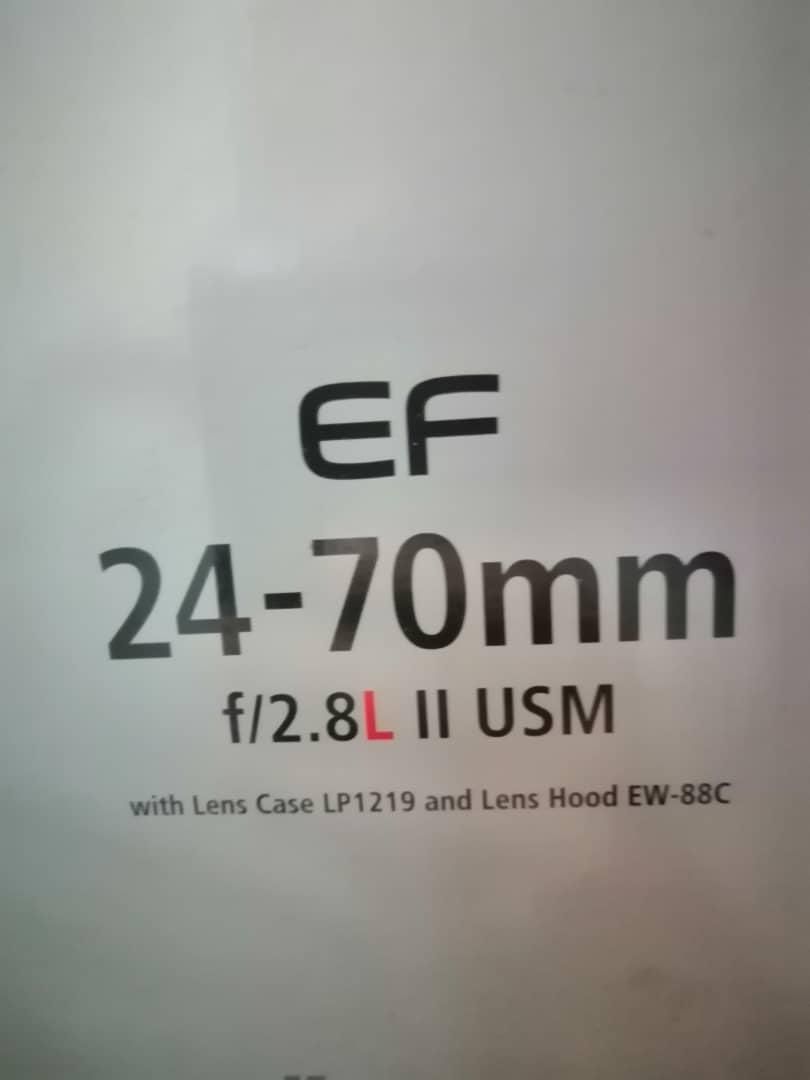 EF
24-70mm
f/2.8L II USM
with Lens Case LP1219 and Lens Hood EW-88C